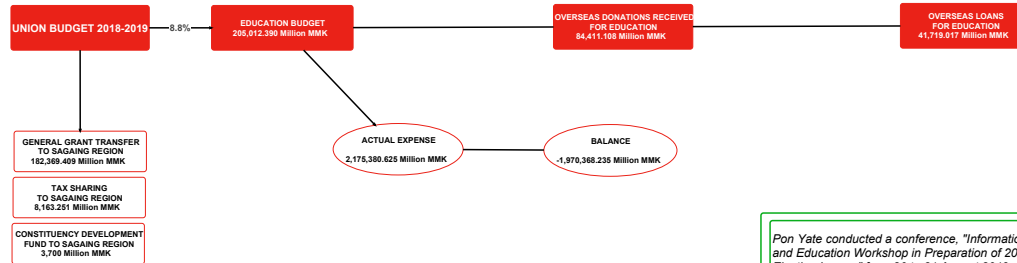 UNION BUDGET 2018-2019
8.8%
EDUCATION BUDGET
205,012.390 Million MMK
OVERSEAS DONATIONS RECEIVED
FOR EDUCATION
84,411.108 Million MMK
OVERSEAS LOANS
FOR EDUCATION
41,719.017 Million MMK
GENERAL GRANT TRANSFER
TO SAGAING REGION
182,369.409 Million MMK
TAX SHARING
TO SAGAING REGION
8,163.251 Million MMK
CONSTITUENCY DEVELOPMENT
FUND TO SAGAING REGION
3,700 Million MMK
ACTUAL EXPENSE
2,175,380.625 Million MMK
BALANCE
-1,970,368.235 Million MMK
Pon Yate conducted a conference, "Informatio
and Education Workshop in Preparation of 20